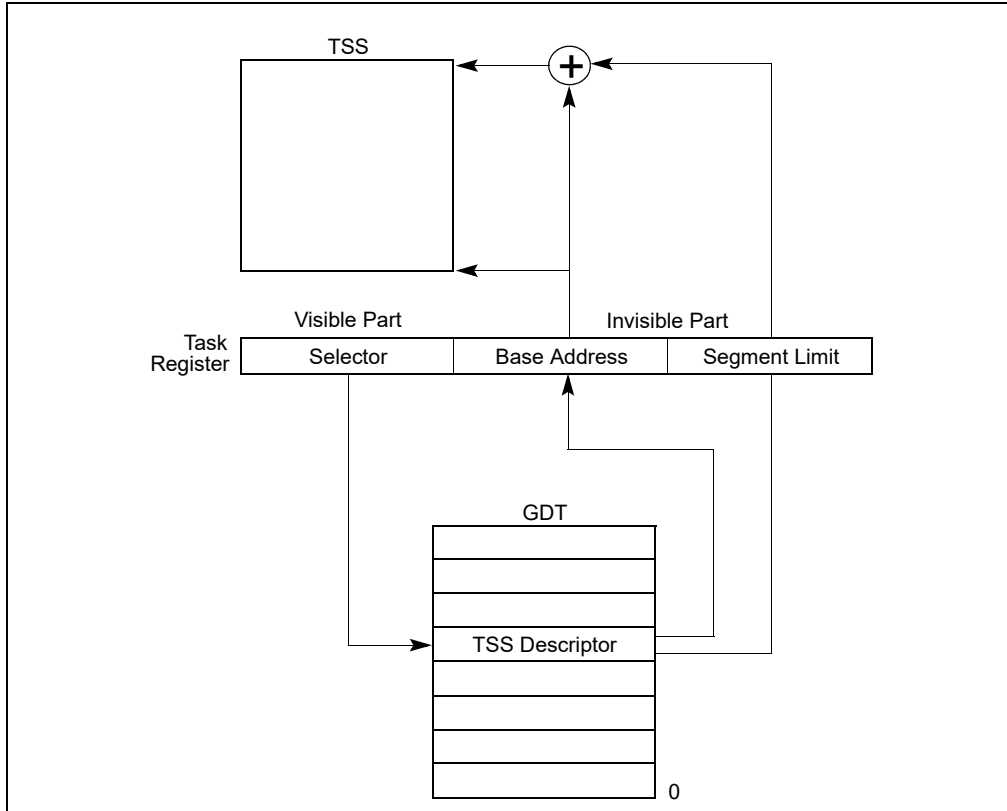 TSS
+
Visible Part
Invisible Part
Task
Register
Selector
Base Address
Segment Limit
GDT
TSS Descriptor
0